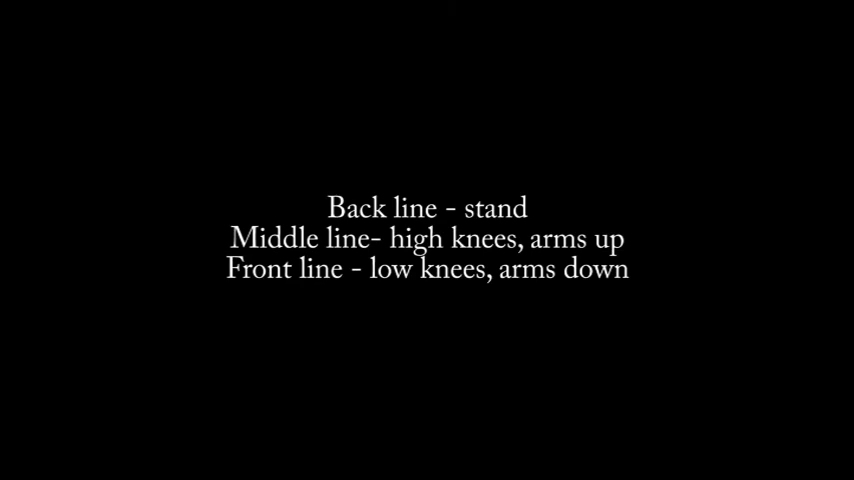 Back line - stand
Middle line- high knees, arms up
Front line - low knees, arms down